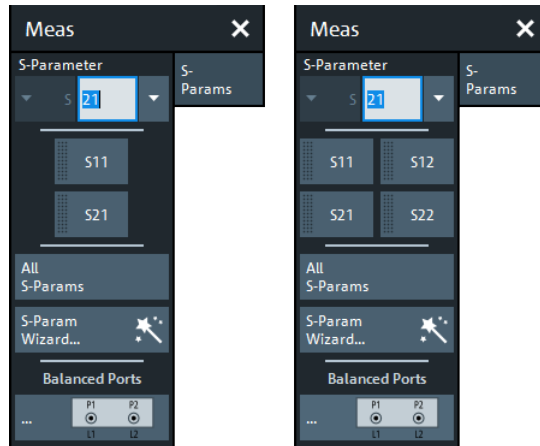 Meas
S-Parameter
S-
Params
S 21
S11
S21
All
S-Params
S-Param
Wizard...
Balanced Ports
... P1 P2
L1 L2
Meas
S-Parameter
S-
Params
S 21
S11 S12
S21 S22
All
S-Params
S-Param
Wizard...
Balanced Ports
... P1 P2
L1 L2